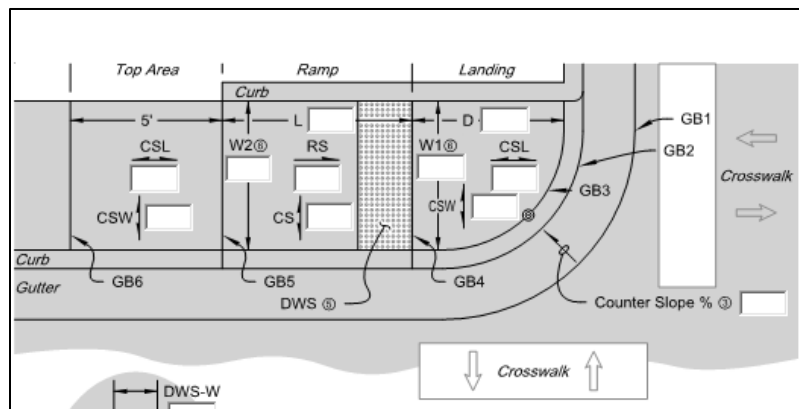 Top Area Ramp Landing
Curb
5' L D GB1
CSL W2⑥ RS W1⑥ CSL GB2
Crosswalk
CSW CS CSW GB3
Curb GB6 GB5 GB4
Gutter DWS ⑤ Counter Slope % ③
Crosswalk
DWS-W